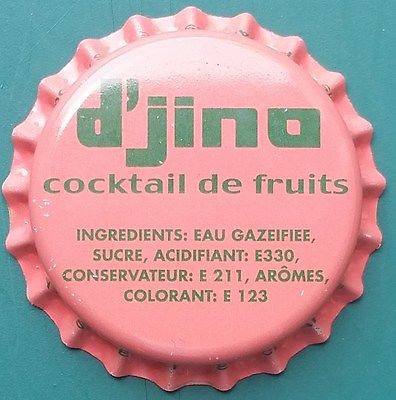 d'jino
cocktail de fruits
INGREDIENTS: EAU GAZEIFIEE,
SUCRE, ACIDIFIANT: E330,
CONSERVATEUR: E 211, ARÔMES,
COLORANT: E 123